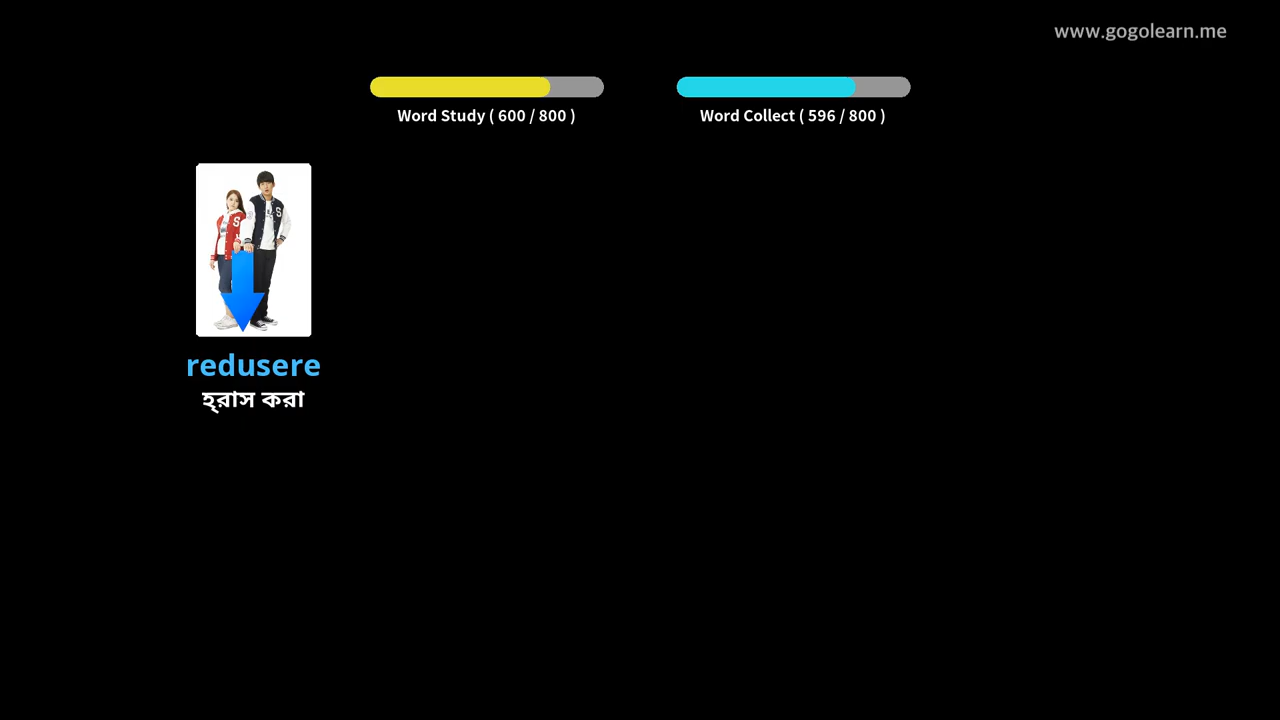 www.gogolearn.me
Word Study ( 600 / 800 )
Word Collect ( 596 / 800 )
S
S
redusere
হ্রাস করা